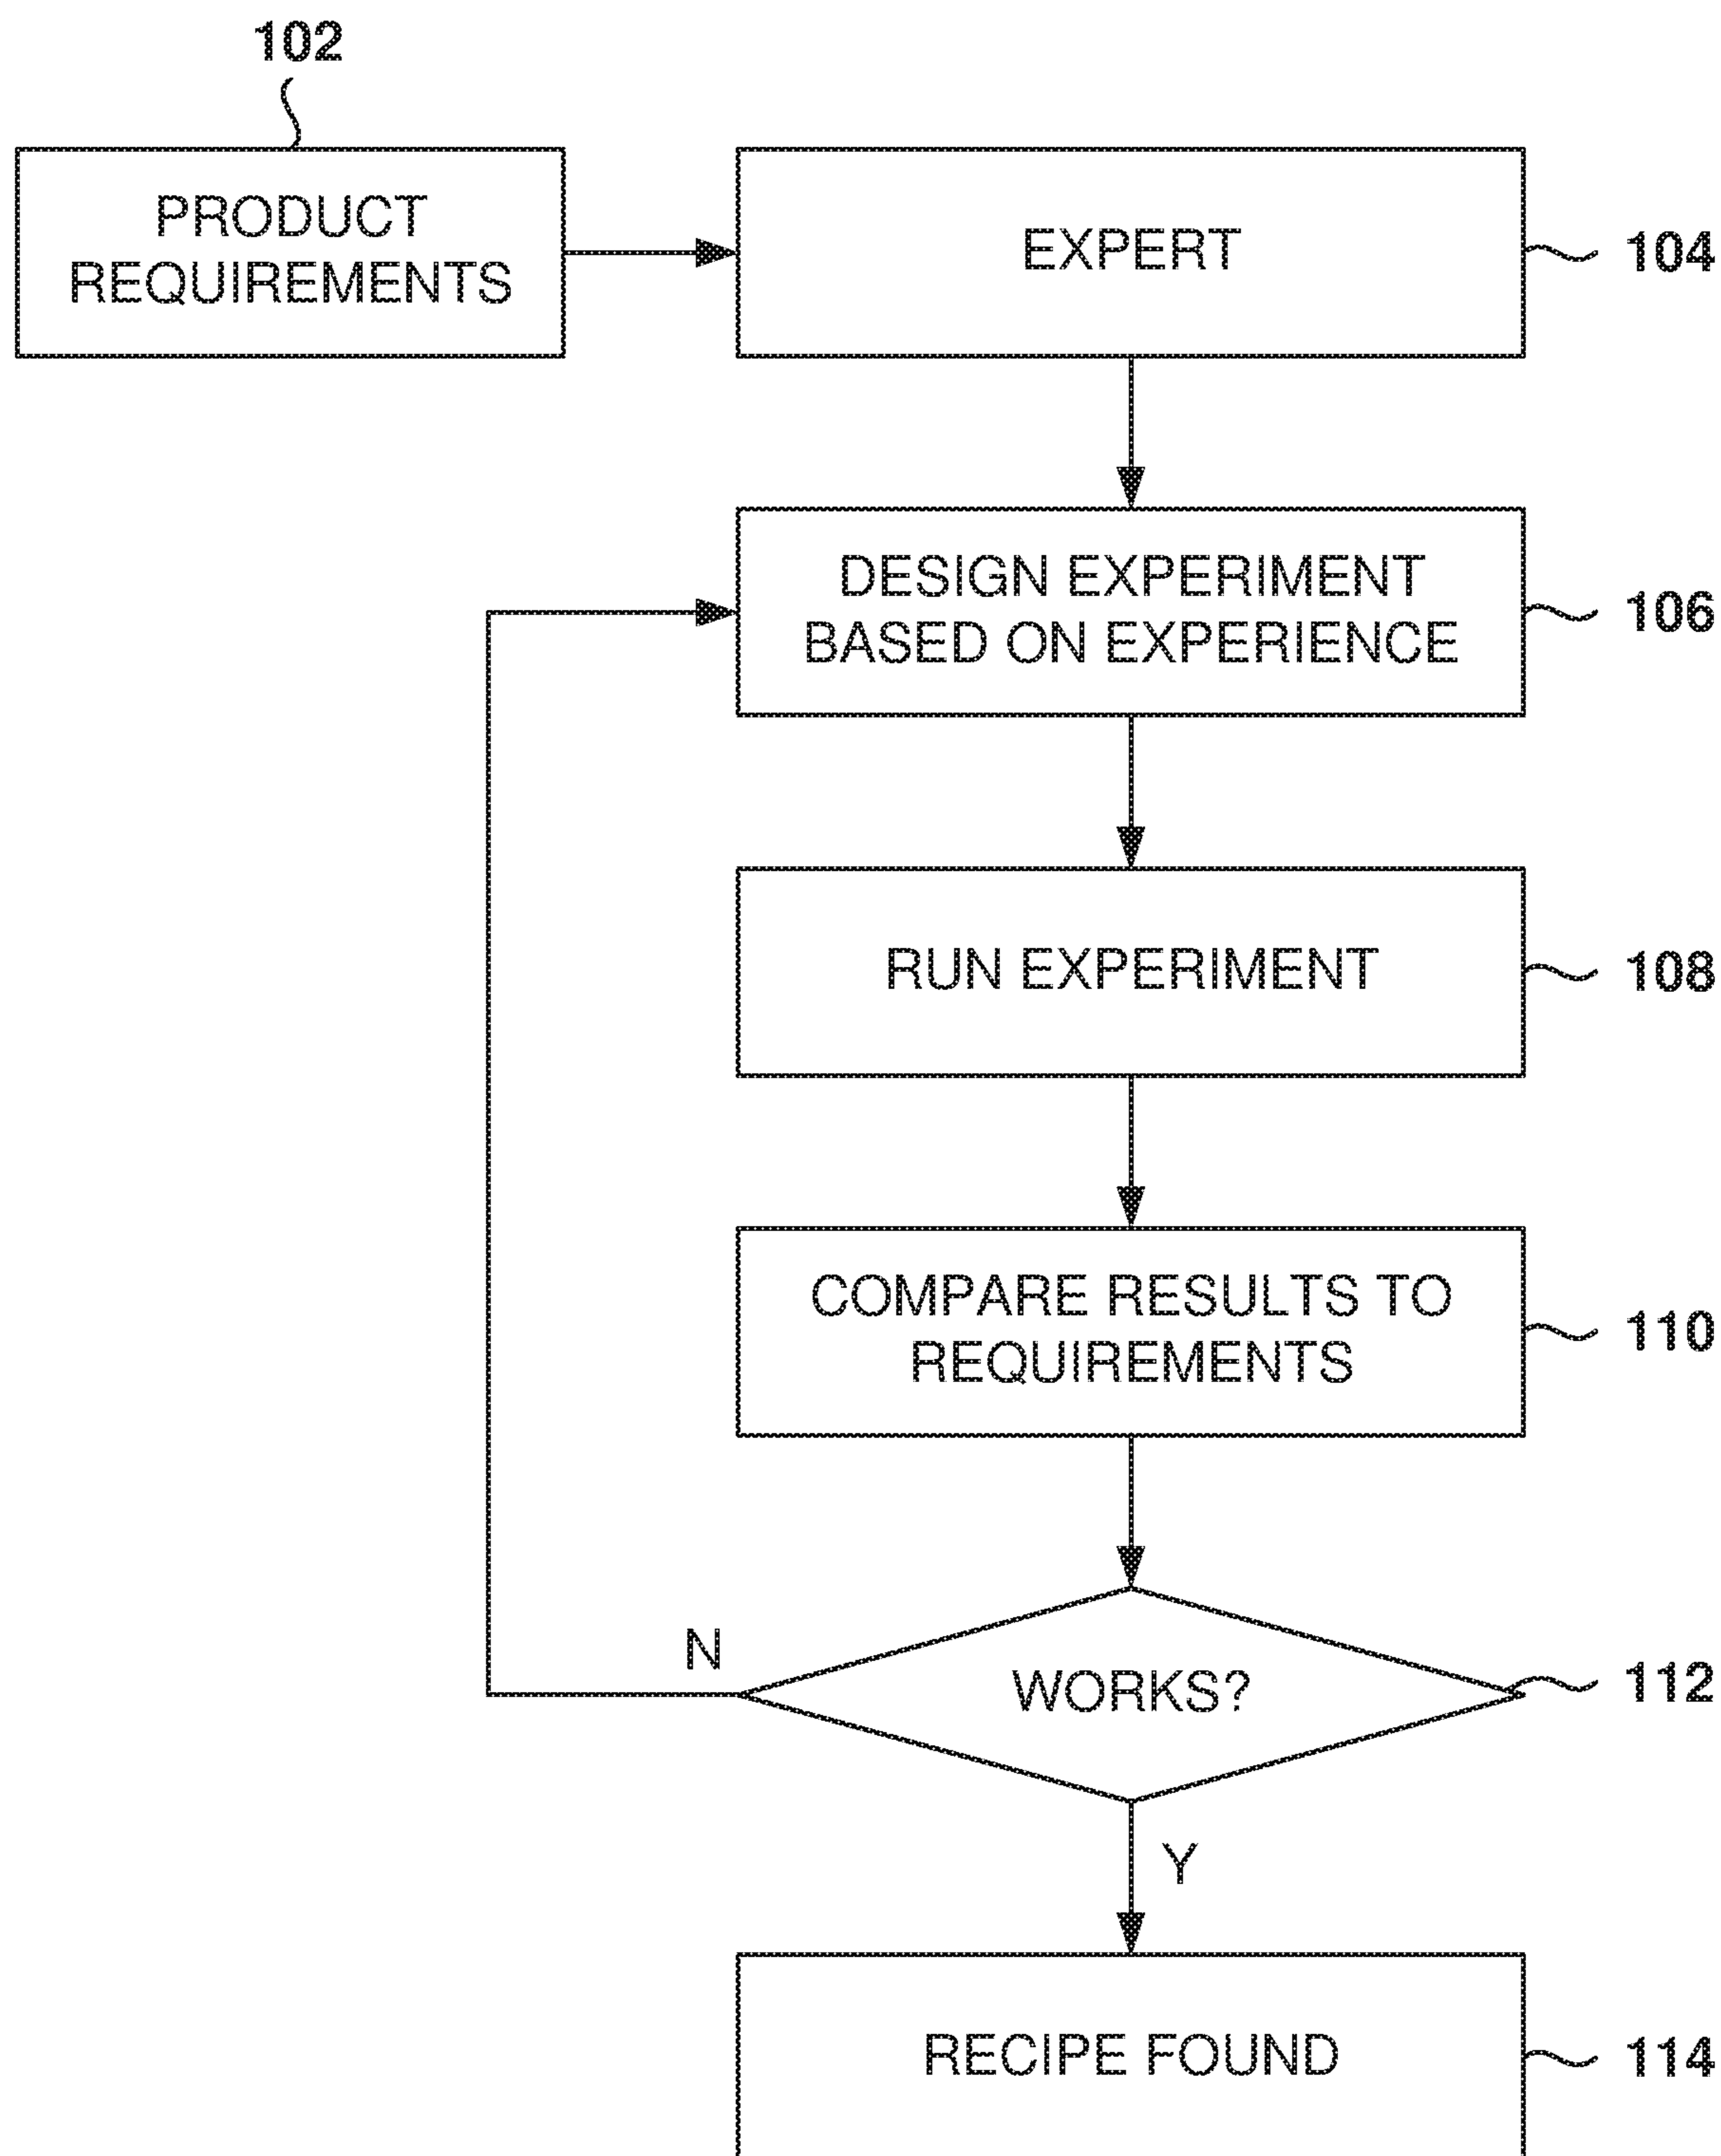 102
PRODUCT
REQUIREMENTS
EXPERT
104
DESIGN EXPERIMENT
BASED ON EXPERIENCE
106
RUN EXPERIMENT
108
COMPARE RESULTS TO
REQUIREMENTS
110
N
WORKS?
112
Y
RECIPE FOUND
114